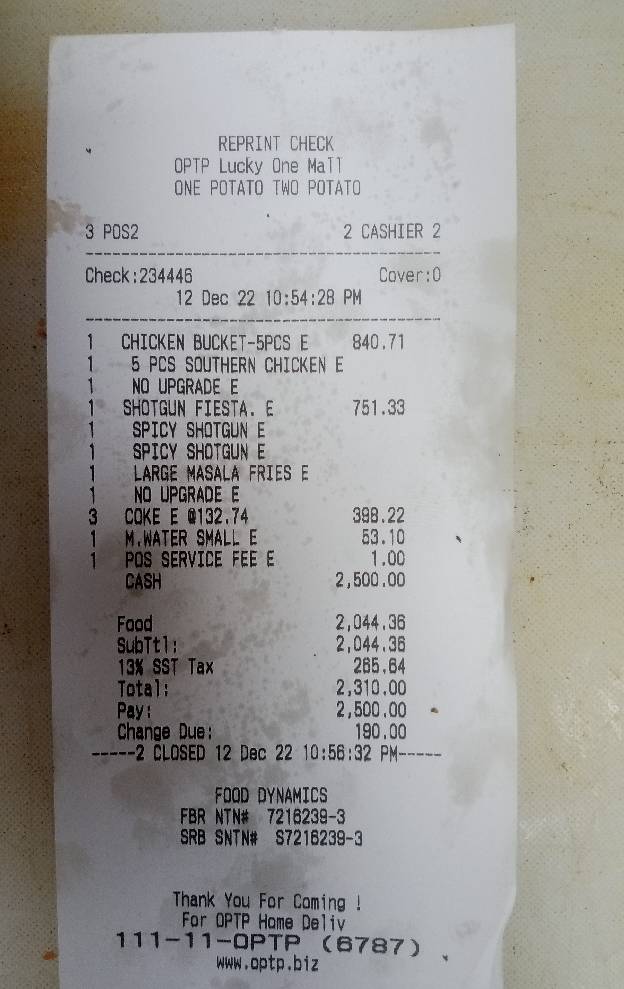 REPRINT CHECK
OPTP Lucky One Mall
ONE POTATO TWO POTATO
3 POS2 2 CASHIER 2
Check:234446 Cover:0
12 Dec 22 10:54:28 PM
1 CHICKEN BUCKET-5PCS E 840.71
1 5 PCS SOUTHERN CHICKEN E
1 NO UPGRADE E
1 SHOTGUN FIESTA. E 751.33
1 SPICY SHOTGUN E
1 SPICY SHOTGUN E
1 LARGE MASALA FRIES E
1 NO UPGRADE E
3 COKE E @132.74 398.22
1 M.WATER SMALL E 53.10
1 POS SERVICE FEE E 1.00
CASH 2,500.00
Food 2,044.36
SubTtl: 2,044.36
13% SST Tax 265.64
Total: 2,310.00
Pay: 2,500.00
Change Due: 190.00
-----2 CLOSED 12 Dec 22 10:56:32 PM-----
FOOD DYNAMICS
FBR NTN# 7216239-3
SRB SNTN# S7216239-3
Thank You For Coming !
For OPTP Home Deliv
111-11-OPTP (6787)
www.optp.biz